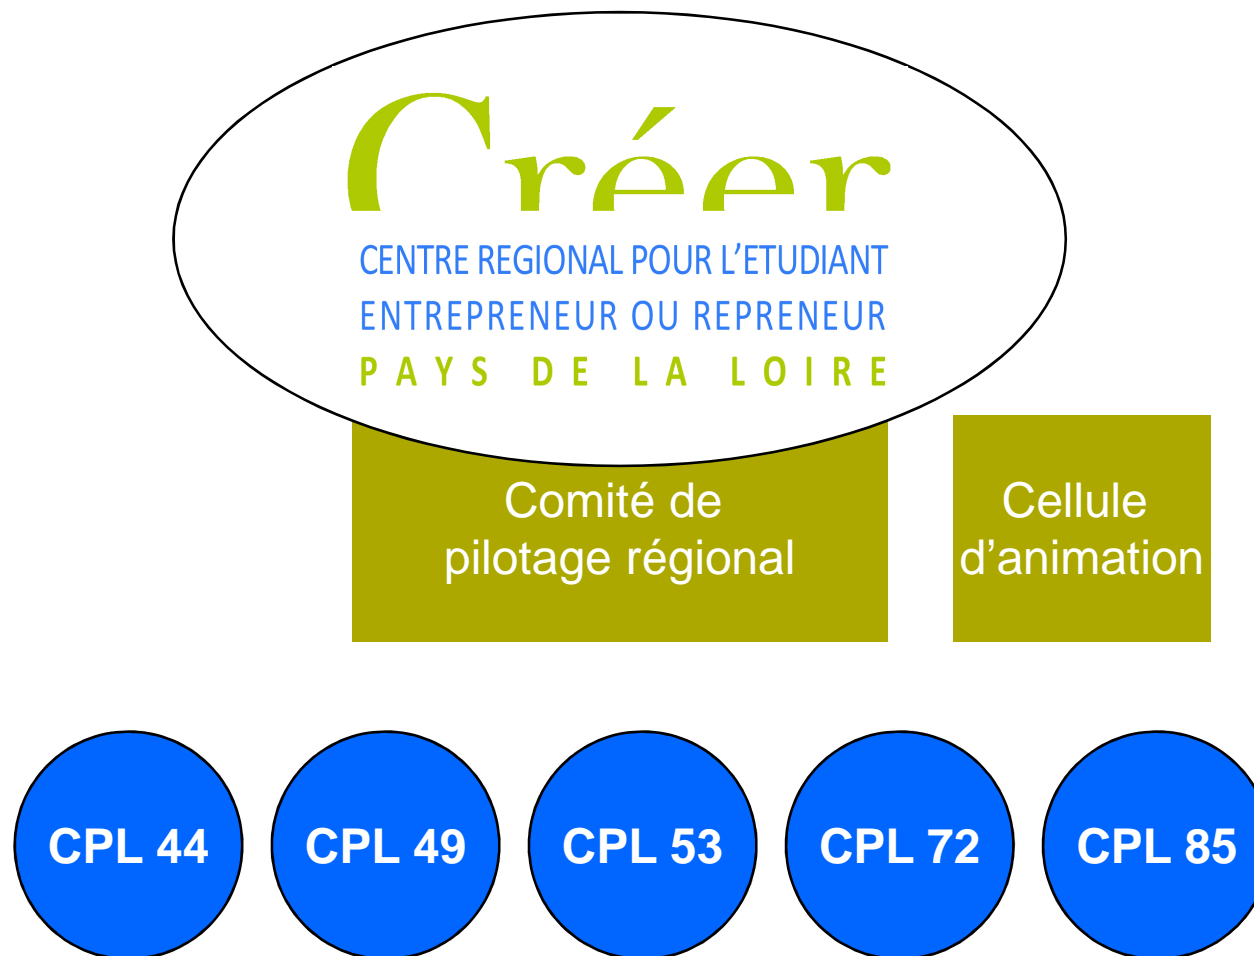 Créer
CENTRE REGIONAL POUR L’ETUDIANT
ENTREPRENEUR OU REPRENEUR
PAYS DE LA LOIRE
Comité de
pilotage régional
Cellule
d’animation
CPL 44
CPL 49
CPL 53
CPL 72
CPL 85